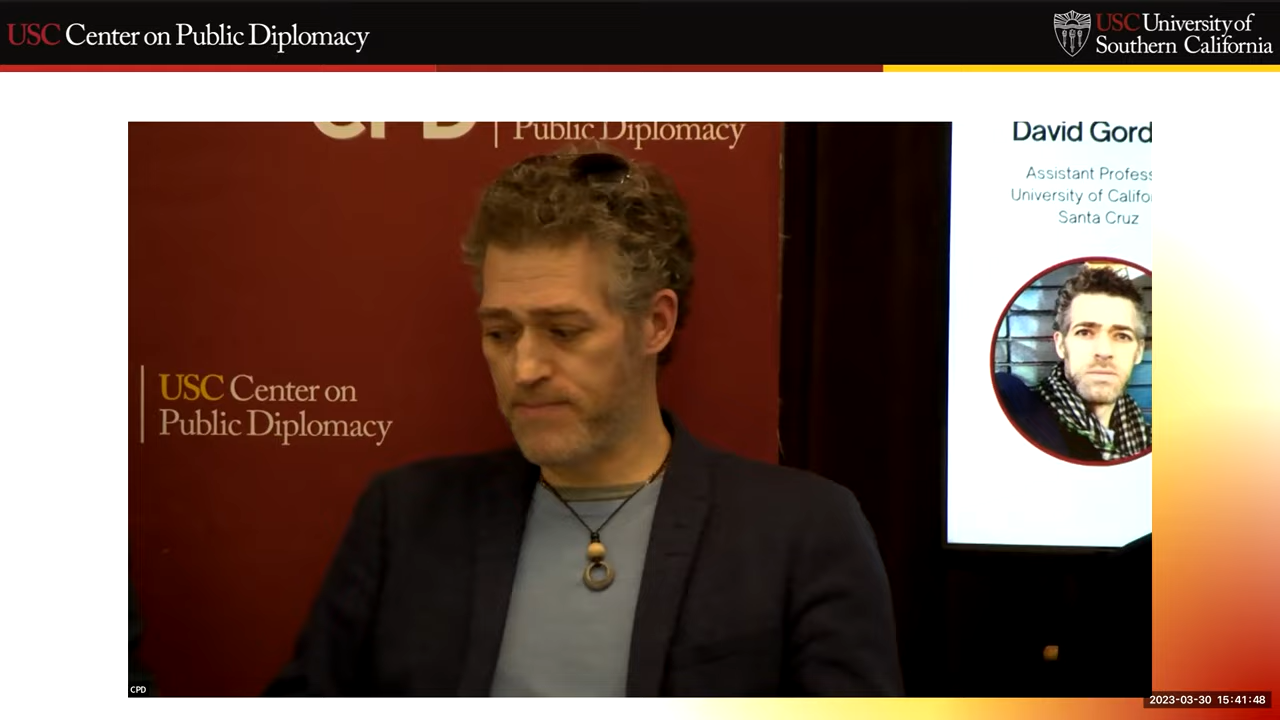 USC Center on Public Diplomacy
USC University of
Southern California
CPD
Public Diplomacy
David Gord
Assistant Profess
University of Califo
Santa Cruz
USC Center on
Public Diplomacy
CPD
2023-03-30 15:41:48